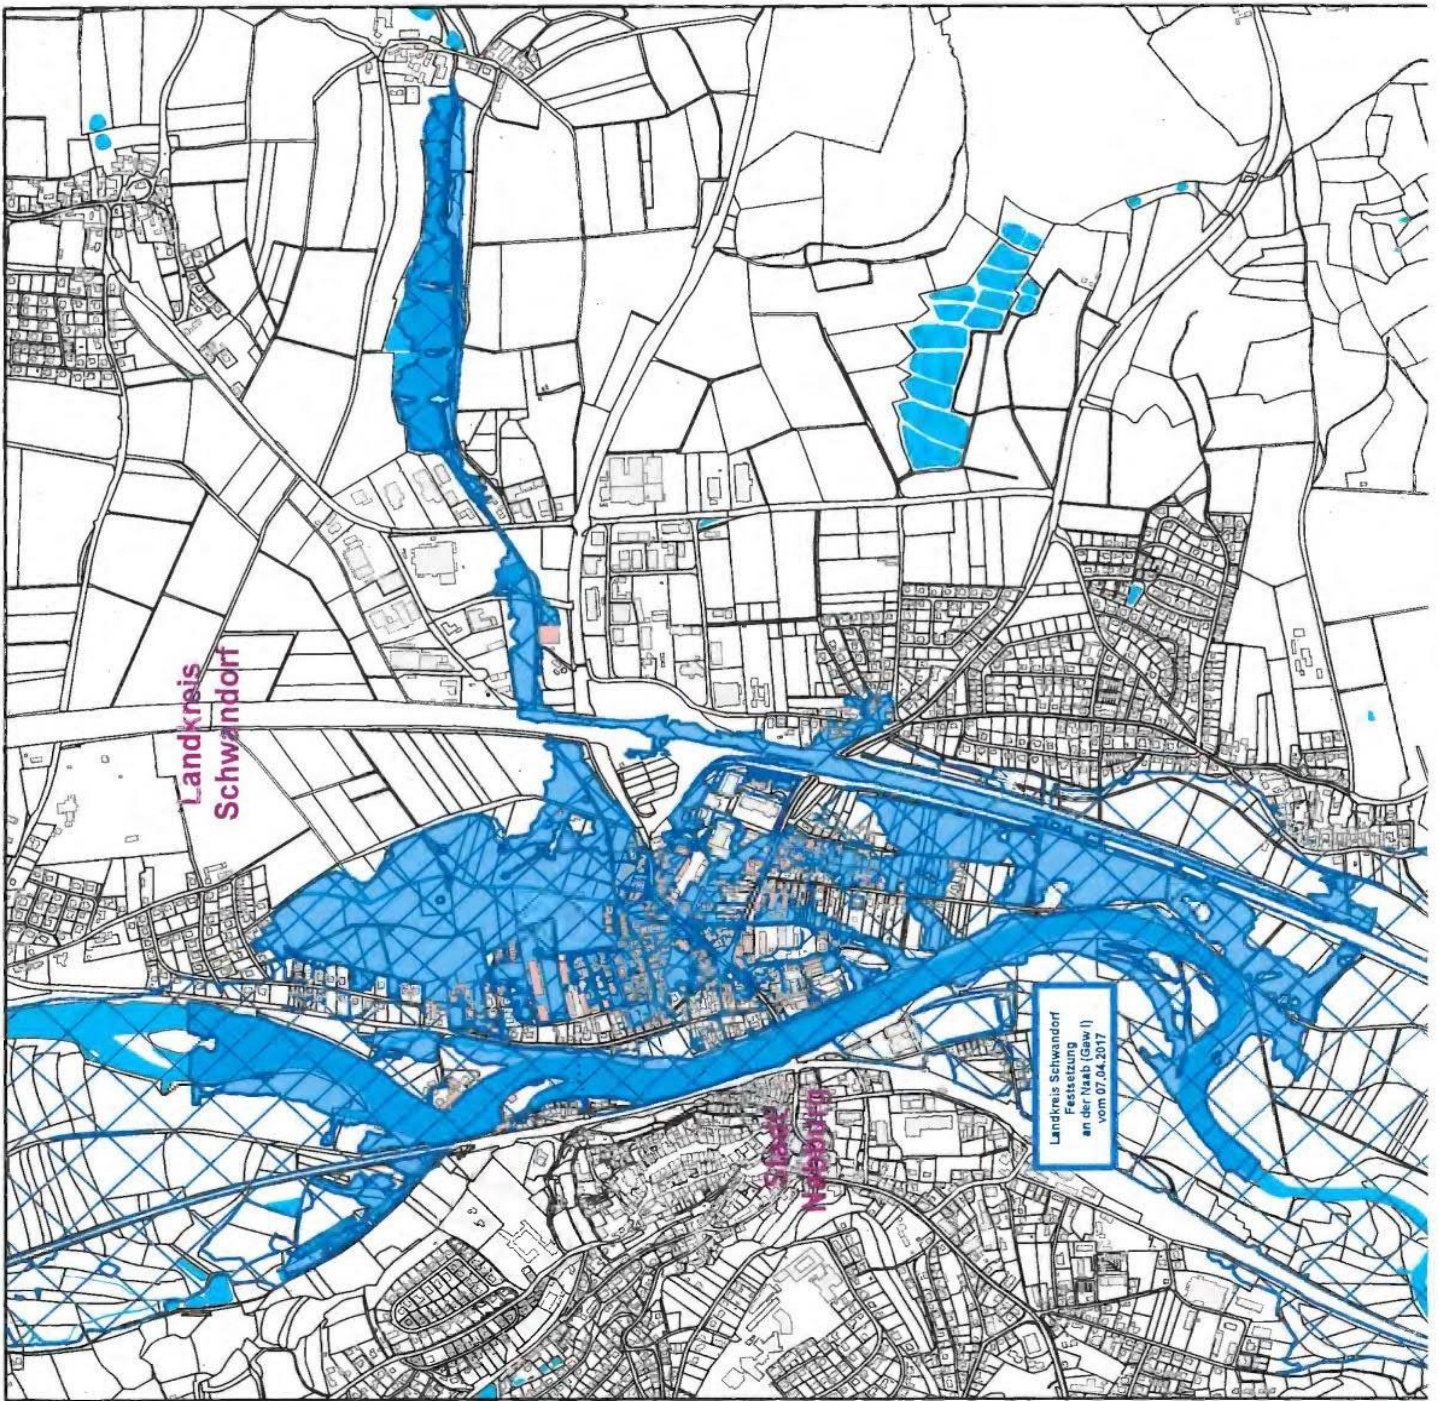 Landkreis
Schwandorf
Stadt
Nabburg
Landkreis Schwandorf
Festsetzung
an der Naab (Gew I)
vom 07.04.2017